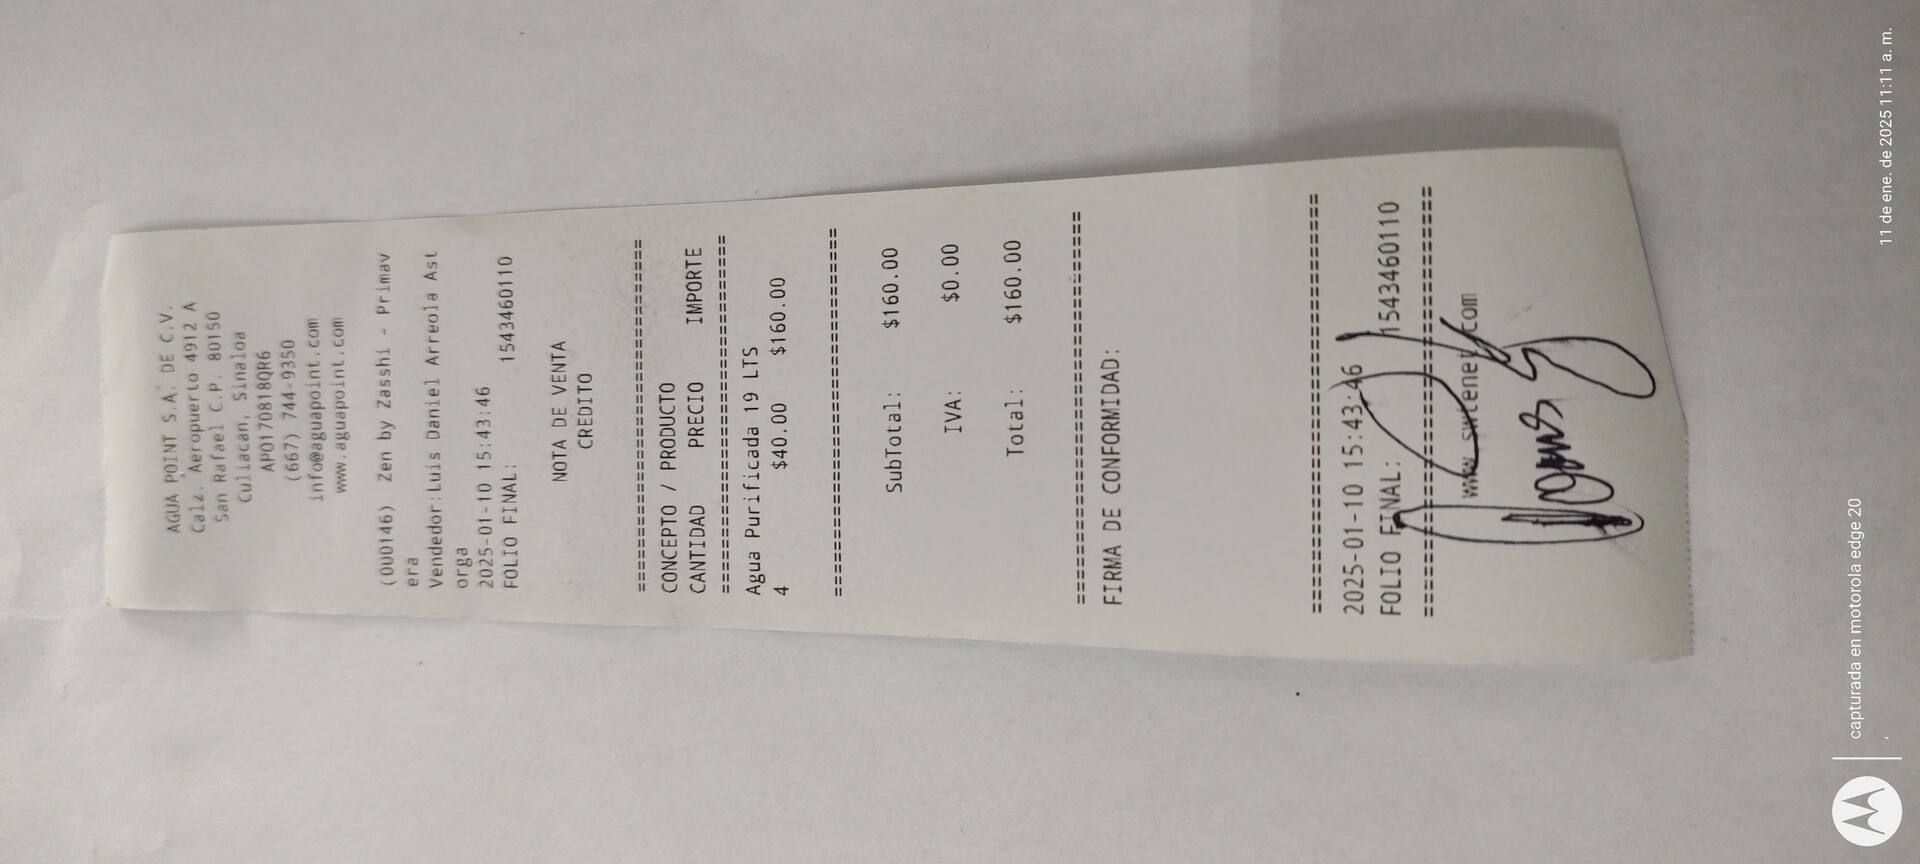 AGUA POINT S.A. DE C.V.
Calz. Aeropuerto 4912 A
San Rafael C.P. 80150
Culiacan, Sinaloa
APO170818QR6
(667) 744-9350
info@aguapoint.com
www.aguapoint.com
(000146) Zen by Zasshi - Primav
era
Vendedor:Luis Daniel Arreola Ast
orga
2025-01-10 15:43:46
FOLIO FINAL: 1543460110
NOTA DE VENTA
CREDITO
================================
CONCEPTO / PRODUCTO
CANTIDAD PRECIO IMPORTE
================================
Agua Purificada 19 LTS
4 $40.00 $160.00
================================
SubTotal: $160.00
IVA: $0.00
Total: $160.00
================================
FIRMA DE CONFORMIDAD:
================================
2025-01-10 15:43:46
FOLIO FINAL: 1543460110
================================
capturada en motorola edge 20
11 de ene. de 2025 11:11 a. m.